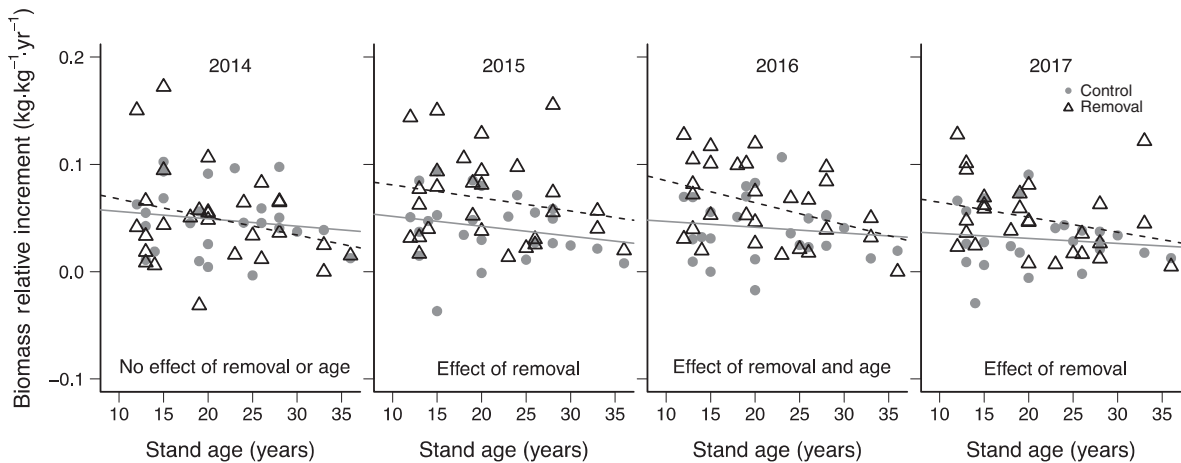 Biomass relative increment (kg·kg⁻¹·yr⁻¹)
0.2
0.1
0.0
−0.1
2014
2015
2016
2017
Control
Removal
No effect of removal or age
Effect of removal
Effect of removal and age
Effect of removal
10 15 20 25 30 35
10 15 20 25 30 35
10 15 20 25 30 35
10 15 20 25 30 35
Stand age (years)
Stand age (years)
Stand age (years)
Stand age (years)